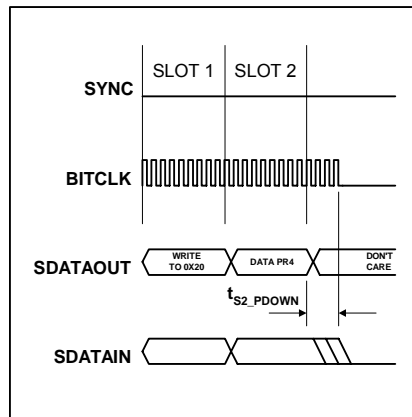 SLOT 1 SLOT 2
SYNC
BITCLK
WRITE
TO 0X20
DATA PR4
DON'T
CARE
SDATAOUT
tS2_PDOWN
SDATAIN